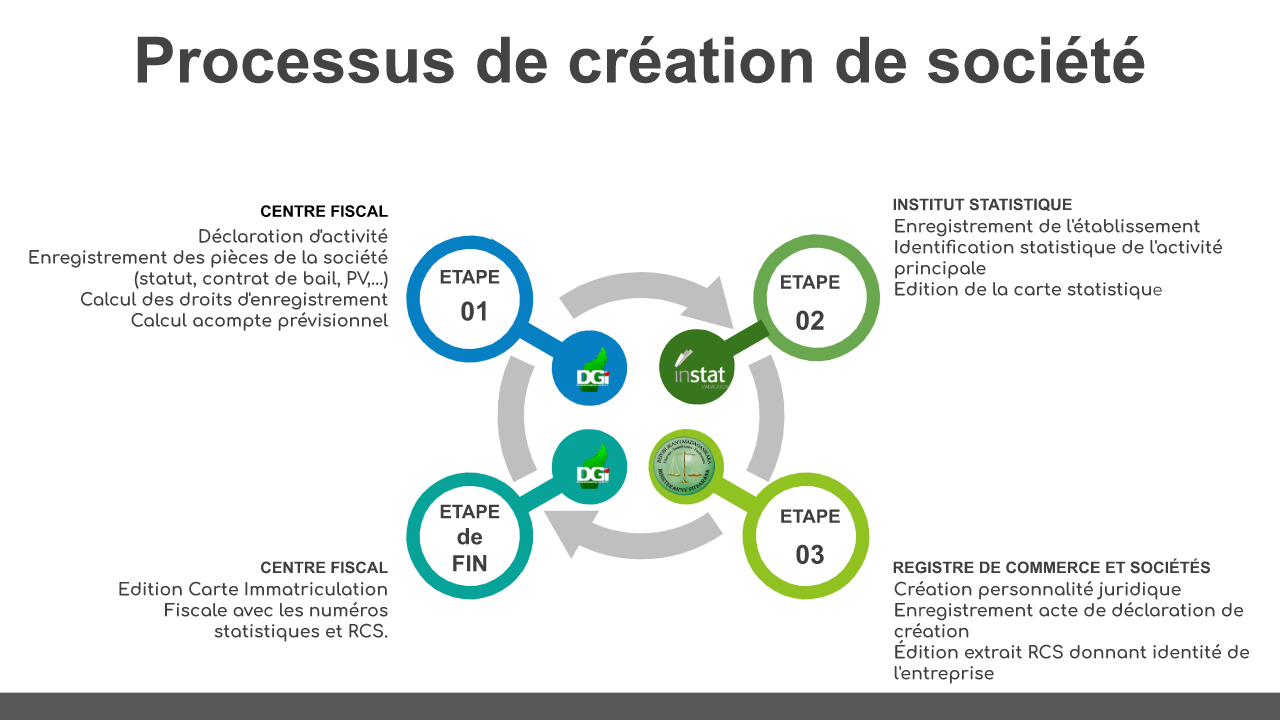 Processus de création de société
CENTRE FISCAL
Déclaration d'activité
Enregistrement des pièces de la société
(statut, contrat de bail, PV,...)
Calcul des droits d'enregistrement
Calcul acompte prévisionnel
ETAPE
01
DGi
INSTITUT STATISTIQUE
Enregistrement de l'établissement
Identification statistique de l'activité
principale
Edition de la carte statistique
ETAPE
02
instat
REGISTRE DE COMMERCE ET SOCIÉTÉS
Création personnalité juridique
Enregistrement acte de déclaration de
création
Édition extrait RCS donnant identité de
l'entreprise
ETAPE
03
CENTRE FISCAL
Edition Carte Immatriculation
Fiscale avec les numéros
statistiques et RCS.
ETAPE
de
FIN
DGi